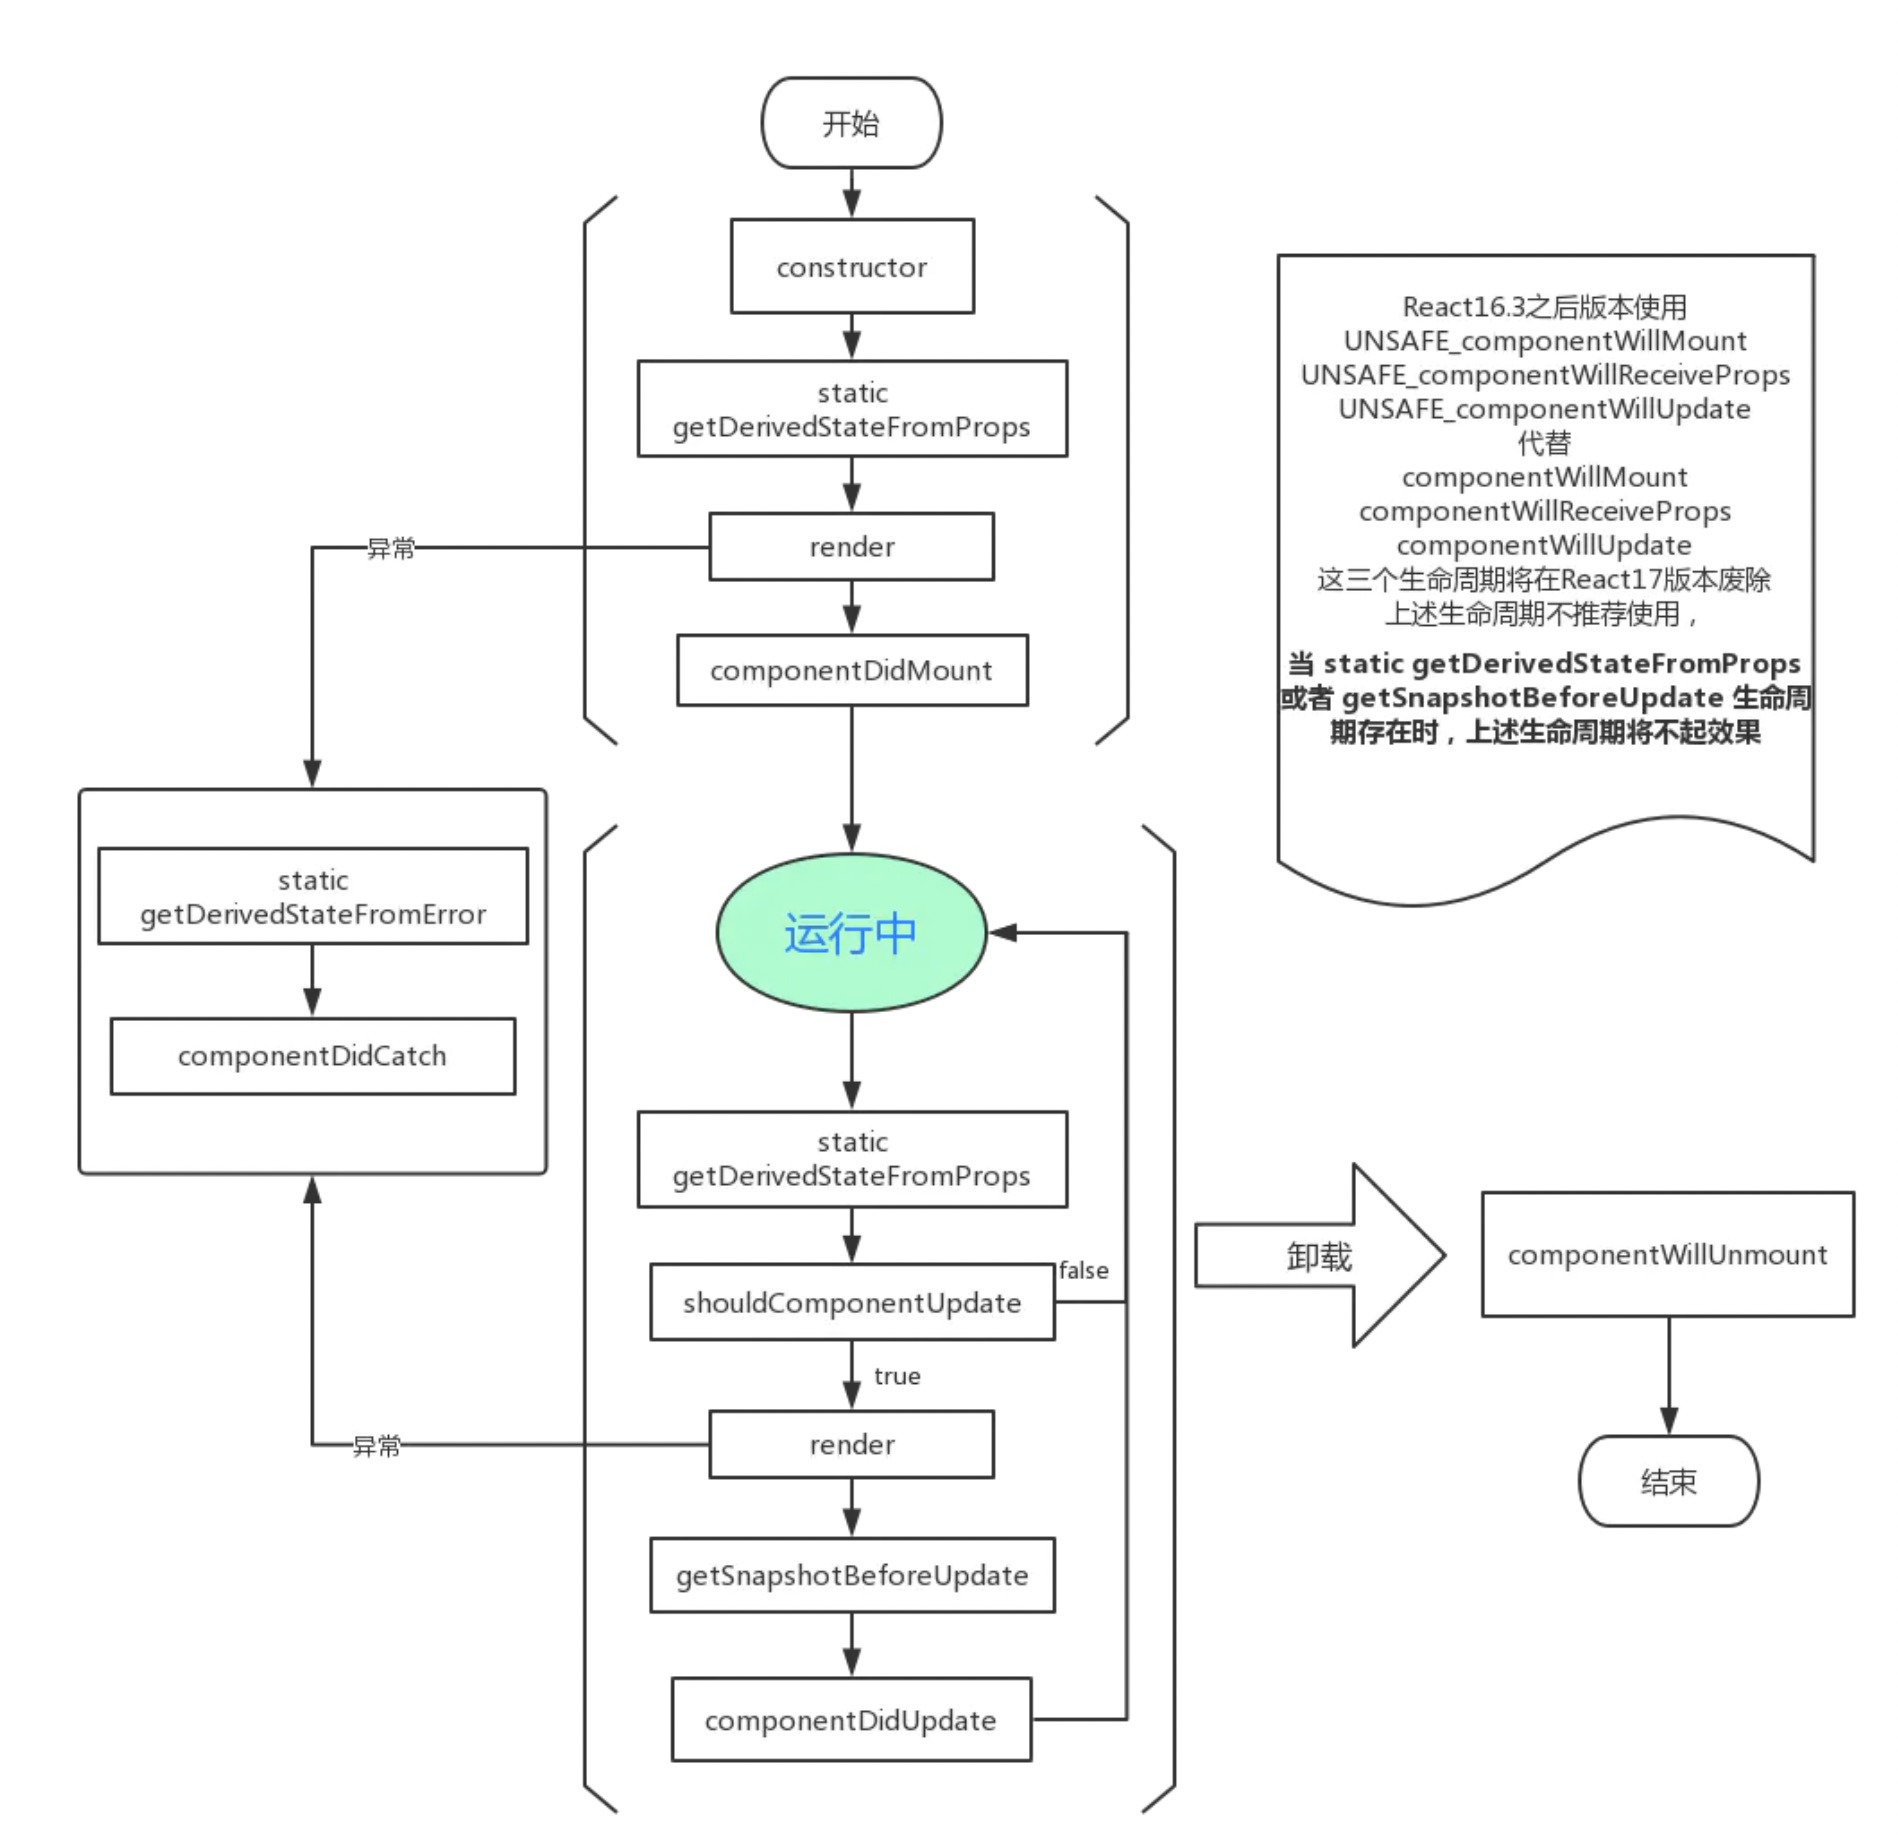 开始
constructor
static
getDerivedStateFromProps
render
异常
componentDidMount
React16.3之后版本使用
UNSAFE_componentWillMount
UNSAFE_componentWillReceiveProps
UNSAFE_componentWillUpdate
代替
componentWillMount
componentWillReceiveProps
componentWillUpdate
这三个生命周期将在React17版本废除
上述生命周期不推荐使用，
当 static getDerivedStateFromProps
或者 getSnapshotBeforeUpdate 生命周
期存在时，上述生命周期将不起效果
static
getDerivedStateFromError
componentDidCatch
运行中
static
getDerivedStateFromProps
shouldComponentUpdate
false
true
render
异常
getSnapshotBeforeUpdate
componentDidUpdate
卸载
componentWillUnmount
结束